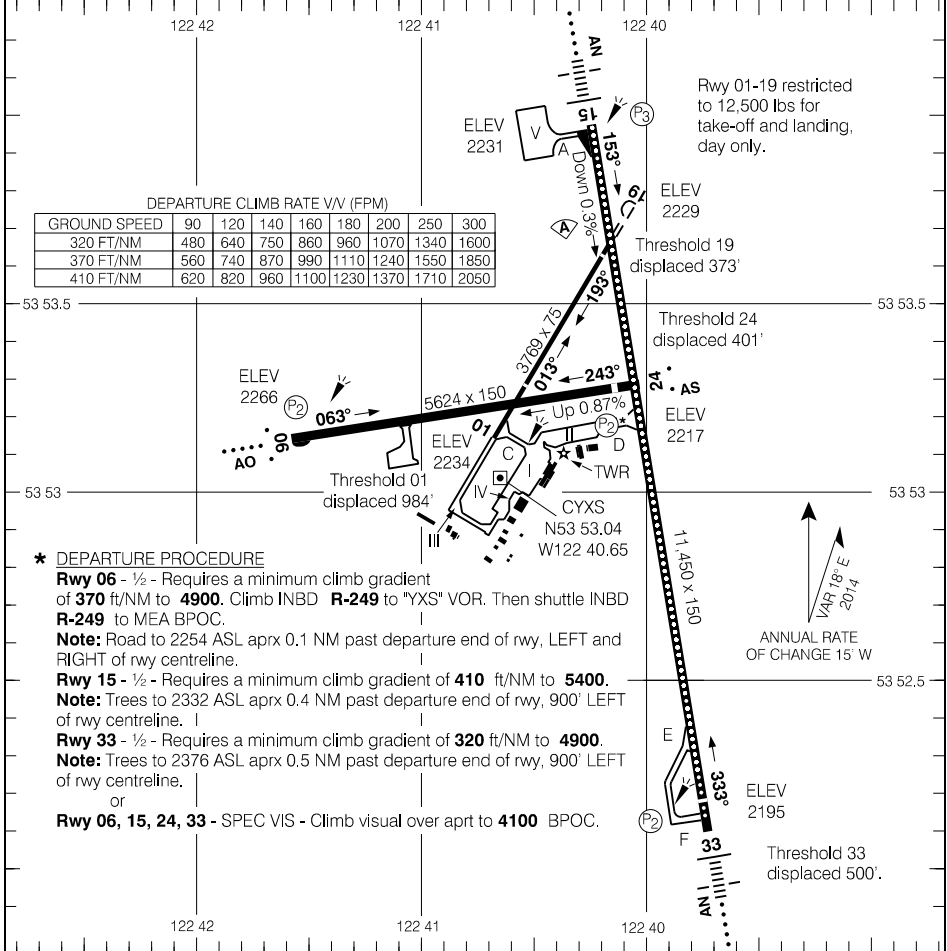 122 42 122 41 122 40
AN
15
P3
Rwy 01-19 restricted
to 12,500 lbs for
take-off and landing,
day only.
ELEV
2231
V
A
153°
Down 0.3%
19
ELEV
2229
A
Threshold 19
displaced 373'
DEPARTURE CLIMB RATE V/V (FPM)
GROUND SPEED 90 120 140 160 180 200 250 300
320 FT/NM 480 640 750 860 960 1070 1340 1600
370 FT/NM 560 740 870 990 1110 1240 1550 1850
410 FT/NM 620 820 960 1100 1230 1370 1710 2050
193°
53 53.5 53 53.5
3769 x 75
013°
Threshold 24
displaced 401'
ELEV
2266
P2
063°
5624 x 150
243°
24
AS
Up 0.87%
06
AO
01
ELEV
2234
P2
*
D
ELEV
2217
C
I
TWR
Threshold 01
displaced 984'
IV
III
53 53 53 53
CYXS
N53 53.04
W122 40.65
11,450 x 150
VAR 18° E
2014
ANNUAL RATE
OF CHANGE 15' W
* DEPARTURE PROCEDURE
Rwy 06 - ½ - Requires a minimum climb gradient
of 370 ft/NM to 4900. Climb INBD R-249 to "YXS" VOR. Then shuttle INBD
R-249 to MEA BPOC.
Note: Road to 2254 ASL aprx 0.1 NM past departure end of rwy, LEFT and
RIGHT of rwy centreline.
Rwy 15 - ½ - Requires a minimum climb gradient of 410 ft/NM to 5400.
Note: Trees to 2332 ASL aprx 0.4 NM past departure end of rwy, 900' LEFT
of rwy centreline.
Rwy 33 - ½ - Requires a minimum climb gradient of 320 ft/NM to 4900.
Note: Trees to 2376 ASL aprx 0.5 NM past departure end of rwy, 900' LEFT
of rwy centreline.
or
Rwy 06, 15, 24, 33 - SPEC VIS - Climb visual over aprt to 4100 BPOC.
53 52.5
E
333°
ELEV
2195
P2
F
33
Threshold 33
displaced 500'.
AN
122 42 122 41 122 40